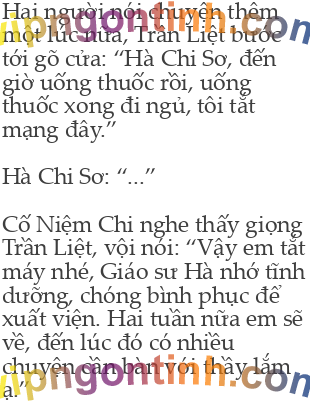 Hai người nói chuyện thêm
một lúc nữa, Trần Liệt bước
tới gõ cửa: “Hà Chi Sơ, đến
giờ uống thuốc rồi, uống
thuốc xong đi ngủ, tôi tắt
mạng đây.”
Hà Chi Sơ: “...”
Cố Niệm Chi nghe thấy giọng
Trần Liệt, vội nói: “Vậy em tắt
máy nhé, Giáo sư Hà nhớ tĩnh
dưỡng, chóng bình phục để
xuất viện. Hai tuần nữa em sẽ
về, đến lúc đó có nhiều
chuyện cần bàn với thầy lắm
ạ.”
vipngontinh.com
vipngontinh.com